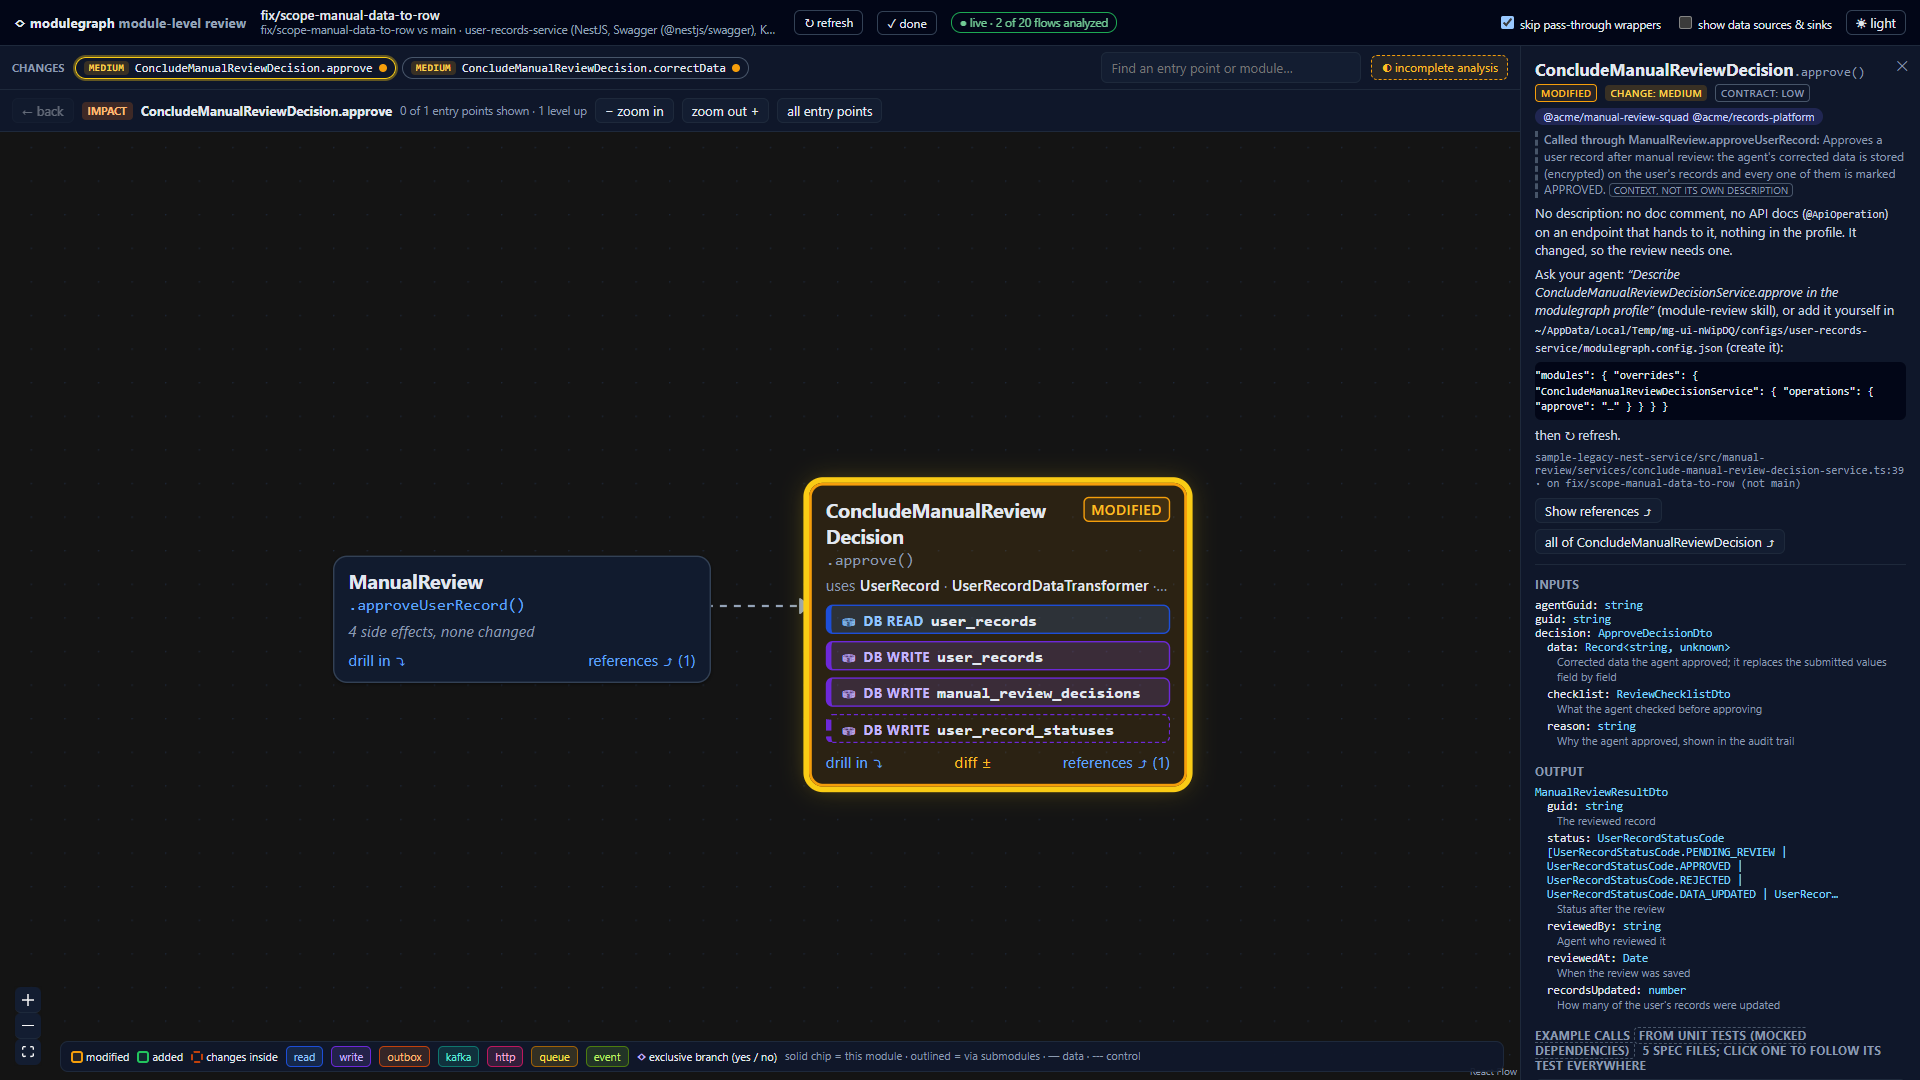 modulegraph module-level review
fix/scope-manual-data-to-row
fix/scope-manual-data-to-row vs main · user-records-service (NestJS, Swagger (@nestjs/swagger), K...
↻ refresh
✓ done
● live · 2 of 20 flows analyzed
skip pass-through wrappers
show data sources & sinks
☀ light
CHANGES
MEDIUM ConcludeManualReviewDecision.approve
MEDIUM ConcludeManualReviewDecision.correctData
Find an entry point or module...
◐ incomplete analysis
← back
IMPACT ConcludeManualReviewDecision.approve 0 of 1 entry points shown · 1 level up
− zoom in
zoom out +
all entry points
ManualReview
.approveUserRecord()
4 side effects, none changed
drill in ⤵
references ⤴ (1)
ConcludeManualReview
Decision
MODIFIED
.approve()
uses UserRecord · UserRecordDataTransformer ·...
DB READ user_records
DB WRITE user_records
DB WRITE manual_review_decisions
DB WRITE user_record_statuses
drill in ⤵
diff ±
references ⤴ (1)
modified
added
changes inside
read
write
outbox
kafka
http
queue
event
exclusive branch (yes / no)
solid chip = this module · outlined = via submodules · — data · --- control
React Flow
ConcludeManualReviewDecision.approve()
MODIFIED
CHANGE: MEDIUM
CONTRACT: LOW
@acme/manual-review-squad @acme/records-platform
Called through ManualReview.approveUserRecord: Approves a
user record after manual review: the agent's corrected data is stored
(encrypted) on the user's records and every one of them is marked
APPROVED. CONTEXT, NOT ITS OWN DESCRIPTION
No description: no doc comment, no API docs (@ApiOperation)
on an endpoint that hands to it, nothing in the profile. It
changed, so the review needs one.
Ask your agent: “Describe
ConcludeManualReviewDecisionService.approve in the
modulegraph profile” (module-review skill), or add it yourself in
~/AppData/Local/Temp/mg-ui-nWipDQ/configs/user-records-
service/modulegraph.config.json (create it):
"modules": { "overrides": {
"ConcludeManualReviewDecisionService": { "operations": {
"approve": "…" } } } }
then ↻ refresh.
sample-legacy-nest-service/src/manual-
review/services/conclude-manual-review-decision-service.ts:39
· on fix/scope-manual-data-to-row (not main)
Show references ⤴
all of ConcludeManualReviewDecision ⤴
INPUTS
agentGuid: string
guid: string
decision: ApproveDecisionDto
data: Record<string, unknown>
Corrected data the agent approved; it replaces the submitted values
field by field
checklist: ReviewChecklistDto
What the agent checked before approving
reason: string
Why the agent approved, shown in the audit trail
OUTPUT
ManualReviewResultDto
guid: string
The reviewed record
status: UserRecordStatusCode
[UserRecordStatusCode.PENDING_REVIEW |
UserRecordStatusCode.APPROVED |
UserRecordStatusCode.REJECTED |
UserRecordStatusCode.DATA_UPDATED | UserRecor…
Status after the review
reviewedBy: string
Agent who reviewed it
reviewedAt: Date
When the review was saved
recordsUpdated: number
How many of the user's records were updated
EXAMPLE CALLS FROM UNIT TESTS (MOCKED
DEPENDENCIES) 5 SPEC FILES; CLICK ONE TO FOLLOW ITS
TEST EVERYWHERE